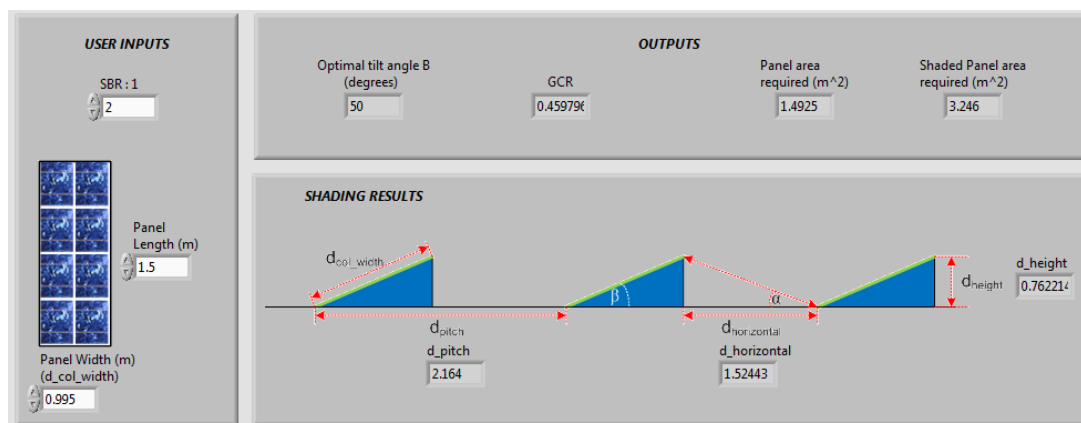 USER INPUTS
SBR : 1
2
Panel
Length (m)
1.5
Panel Width (m)
(d_col_width)
0.995
OUTPUTS
Optimal tilt angle B
(degrees)
50
GCR
0.459796
Panel area
required (m^2)
1.4925
Shaded Panel area
required (m^2)
3.246
SHADING RESULTS
dcol_width
β
α
dpitch
d_pitch
2.164
dhorizontal
d_horizontal
1.52443
dheight
d_height
0.762214